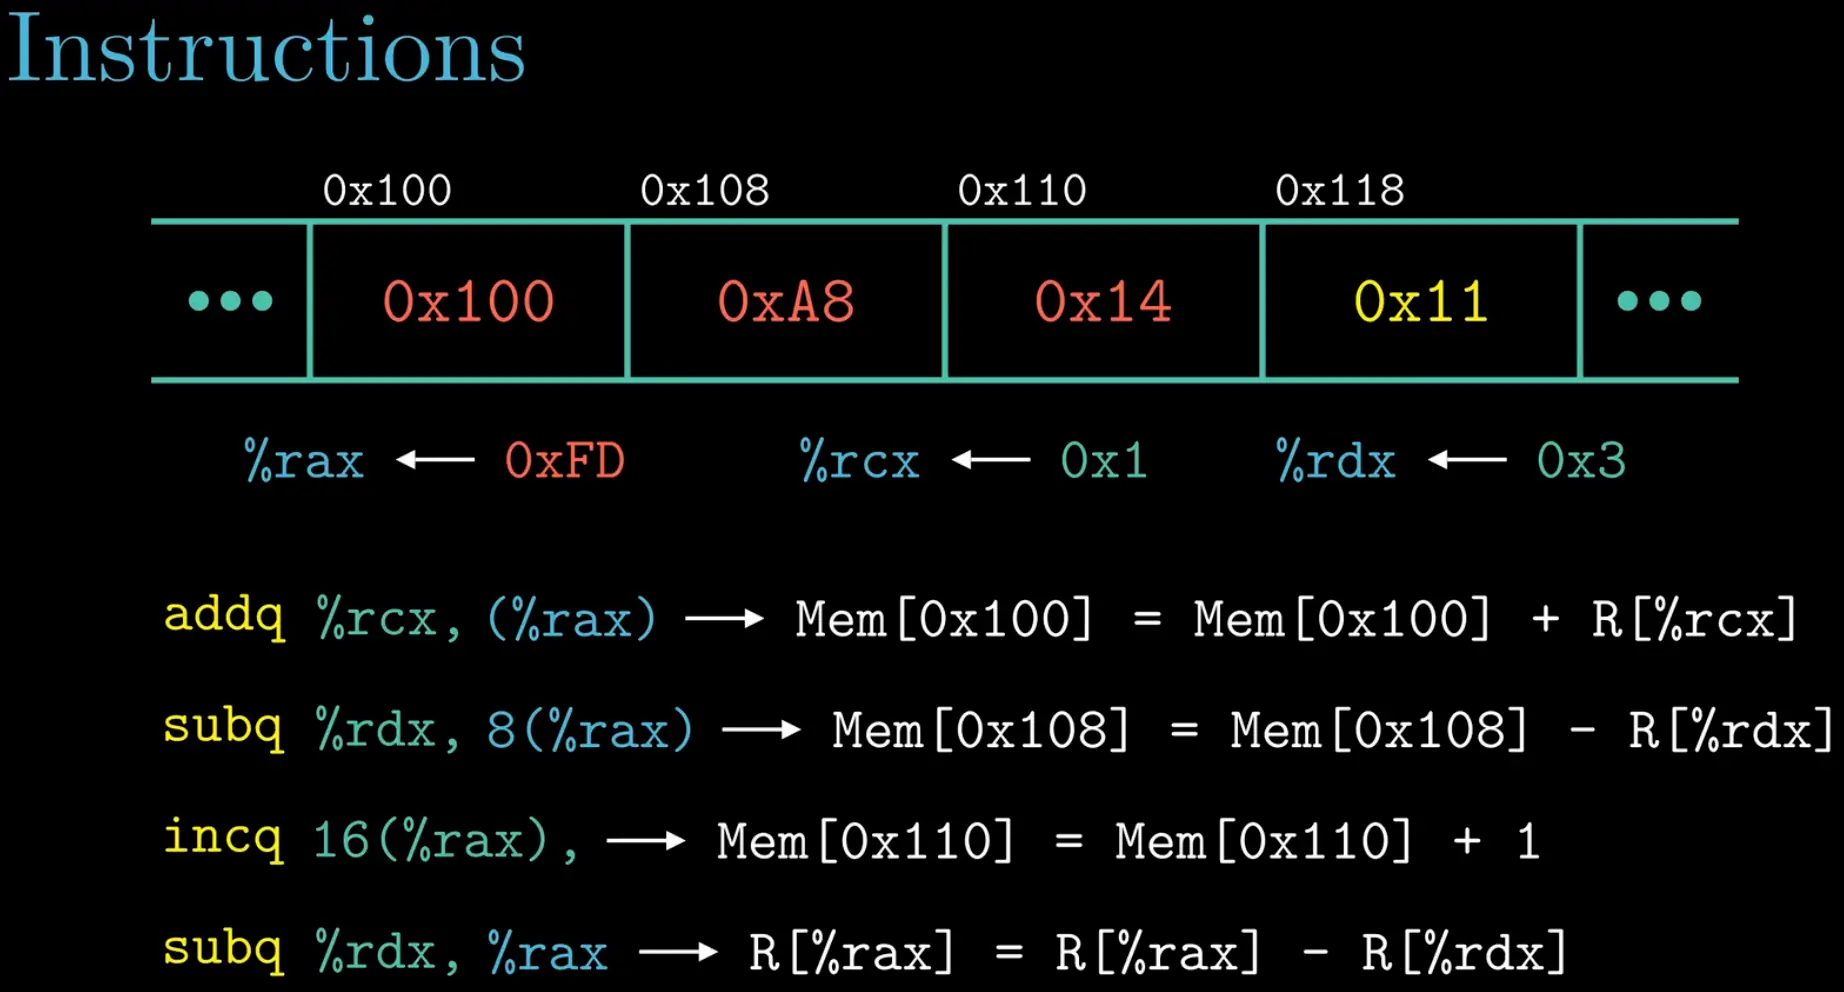 Instructions
0x100 0x108 0x110 0x118
••• 0x100 0xA8 0x14 0x11 •••
%rax ← 0xFD %rcx ← 0x1 %rdx ← 0x3
addq %rcx, (%rax) → Mem[0x100] = Mem[0x100] + R[%rcx]
subq %rdx, 8(%rax) → Mem[0x108] = Mem[0x108] - R[%rdx]
incq 16(%rax), → Mem[0x110] = Mem[0x110] + 1
subq %rdx, %rax → R[%rax] = R[%rax] - R[%rdx]